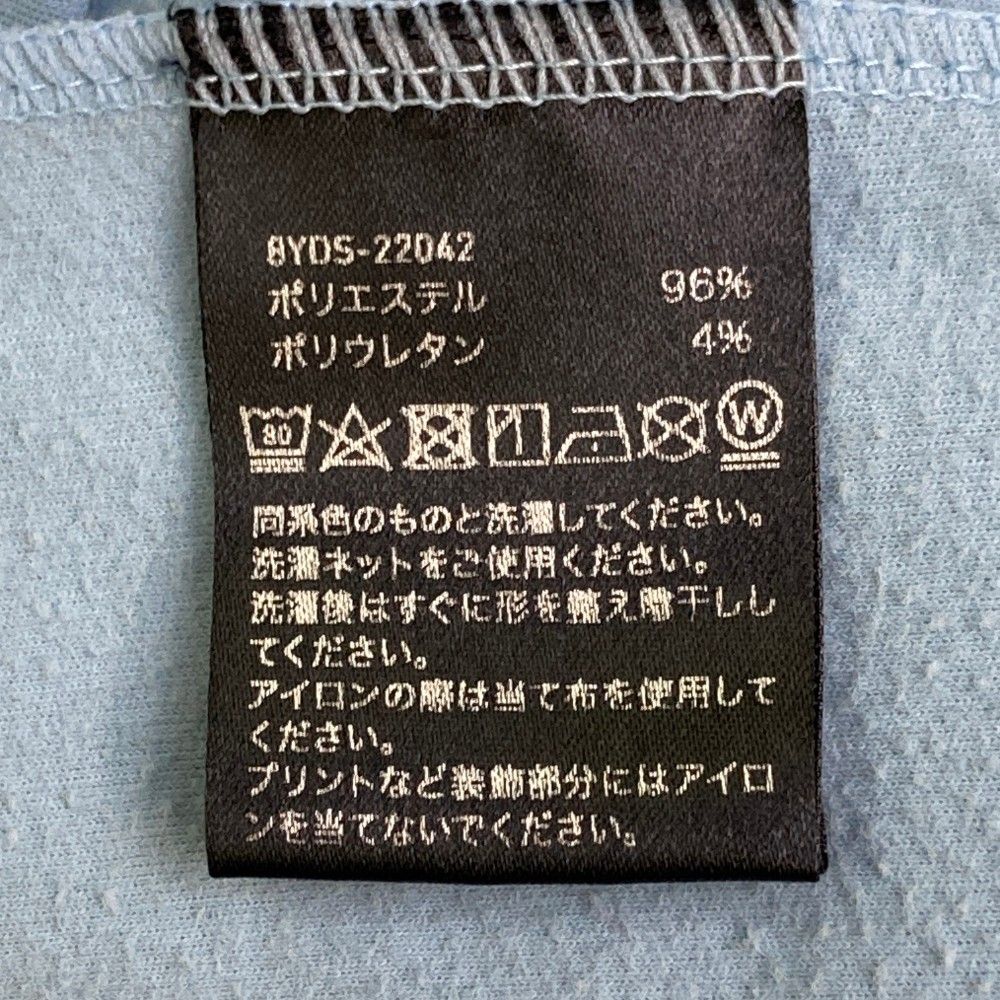 8YDS-22042
ポリエステル 96%
ポリウレタン 4%
W
同系色のものと洗濯してください。
洗濯ネットをご使用ください。
洗濯後はすぐに形を整え陰干しし
てください。
アイロンの際は当て布を使用して
ください。
プリントなど装飾部分にはアイロ
ンを当てないでください。